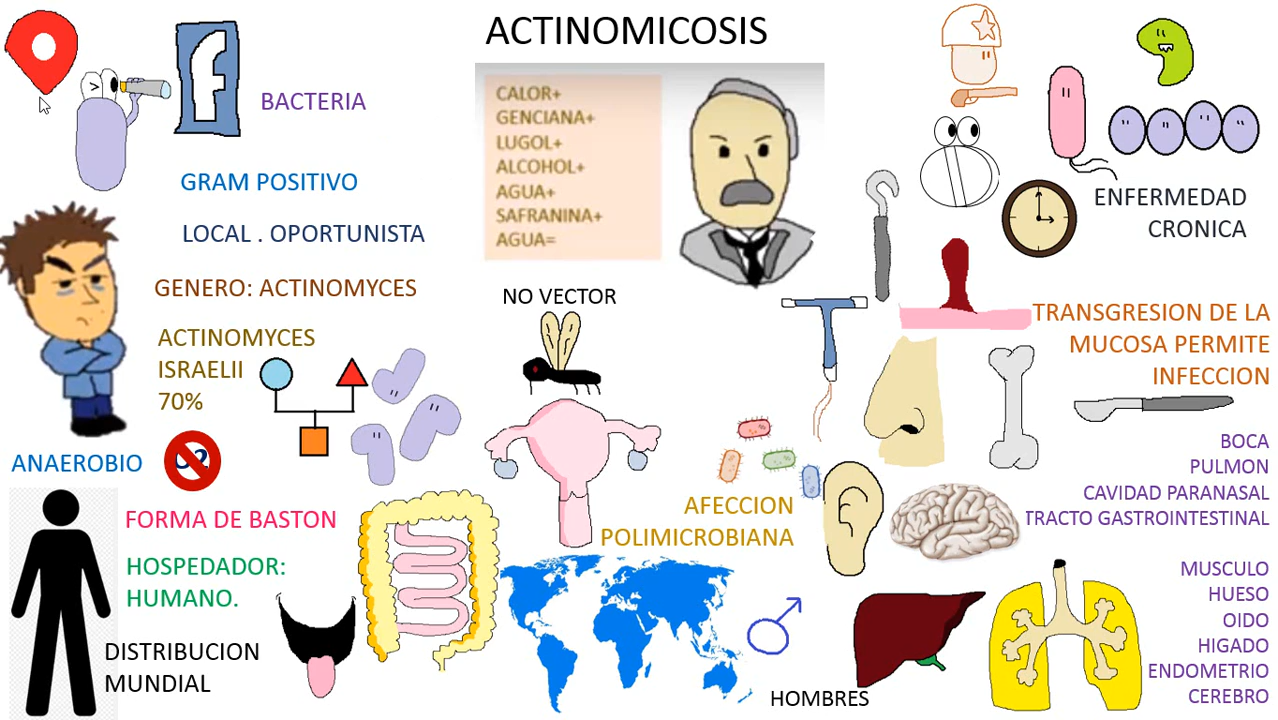 ACTINOMICOSIS
f
BACTERIA
GRAM POSITIVO
LOCAL . OPORTUNISTA
GENERO: ACTINOMYCES
ACTINOMYCES
ISRAELII
70%
ANAEROBIO
O2
FORMA DE BASTON
HOSPEDADOR:
HUMANO.
DISTRIBUCION
MUNDIAL
CALOR+
GENCIANA+
LUGOL+
ALCOHOL+
AGUA+
SAFRANINA+
AGUA=
NO VECTOR
AFECCION
POLIMICROBIANA
HOMBRES
ENFERMEDAD
CRONICA
TRANSGRESION DE LA
MUCOSA PERMITE
INFECCION
BOCA
PULMON
CAVIDAD PARANASAL
TRACTO GASTROINTESTINAL
MUSCULO
HUESO
OIDO
HIGADO
ENDOMETRIO
CEREBRO